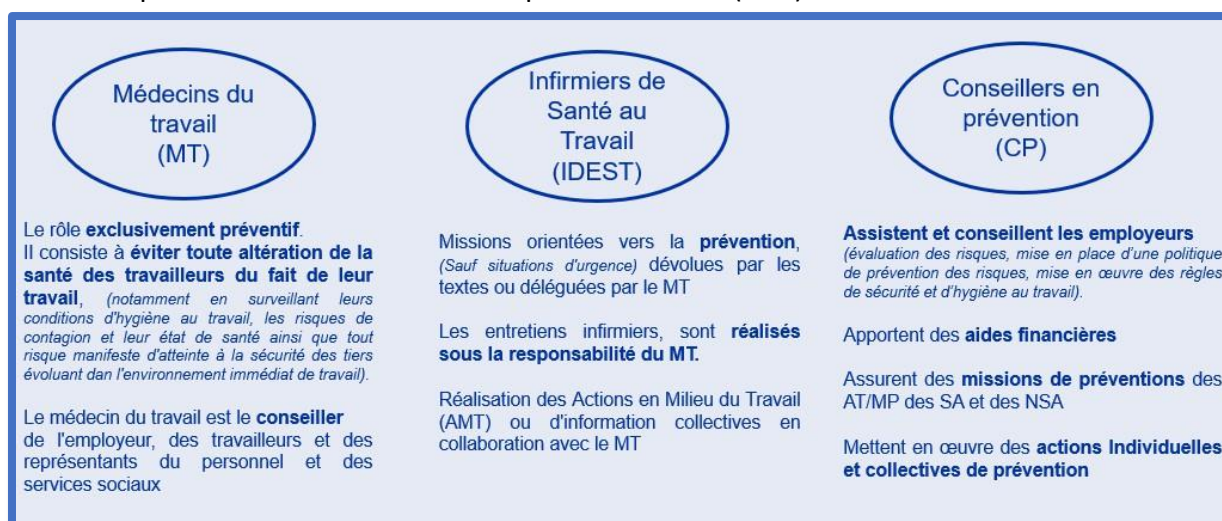 Médecins du
travail
(MT)
Le rôle exclusivement préventif.
Il consiste à éviter toute altération de la
santé des travailleurs du fait de leur
travail, (notamment en surveillant leurs
conditions d'hygiène au travail, les risques de
contagion et leur état de santé ainsi que tout
risque manifeste d'atteinte à la sécurité des tiers
évoluant dan l'environnement immédiat de travail).
Le médecin du travail est le conseiller
de l'employeur, des travailleurs et des
représentants du personnel et des
services sociaux
Infirmiers de
Santé au
Travail
(IDEST)
Missions orientées vers la prévention,
(Sauf situations d'urgence) dévolues par les
textes ou déléguées par le MT
Les entretiens infirmiers, sont réalisés
sous la responsabilité du MT.
Réalisation des Actions en Milieu du Travail
(AMT) ou d'information collectives en
collaboration avec le MT
Conseillers en
prévention
(CP)
Assistent et conseillent les employeurs
(évaluation des risques, mise en place d'une politique
de prévention des risques, mise en œuvre des règles
de sécurité et d'hygiène au travail).
Apportent des aides financières
Assurent des missions de préventions des
AT/MP des SA et des NSA
Mettent en œuvre des actions Individuelles
et collectives de prévention